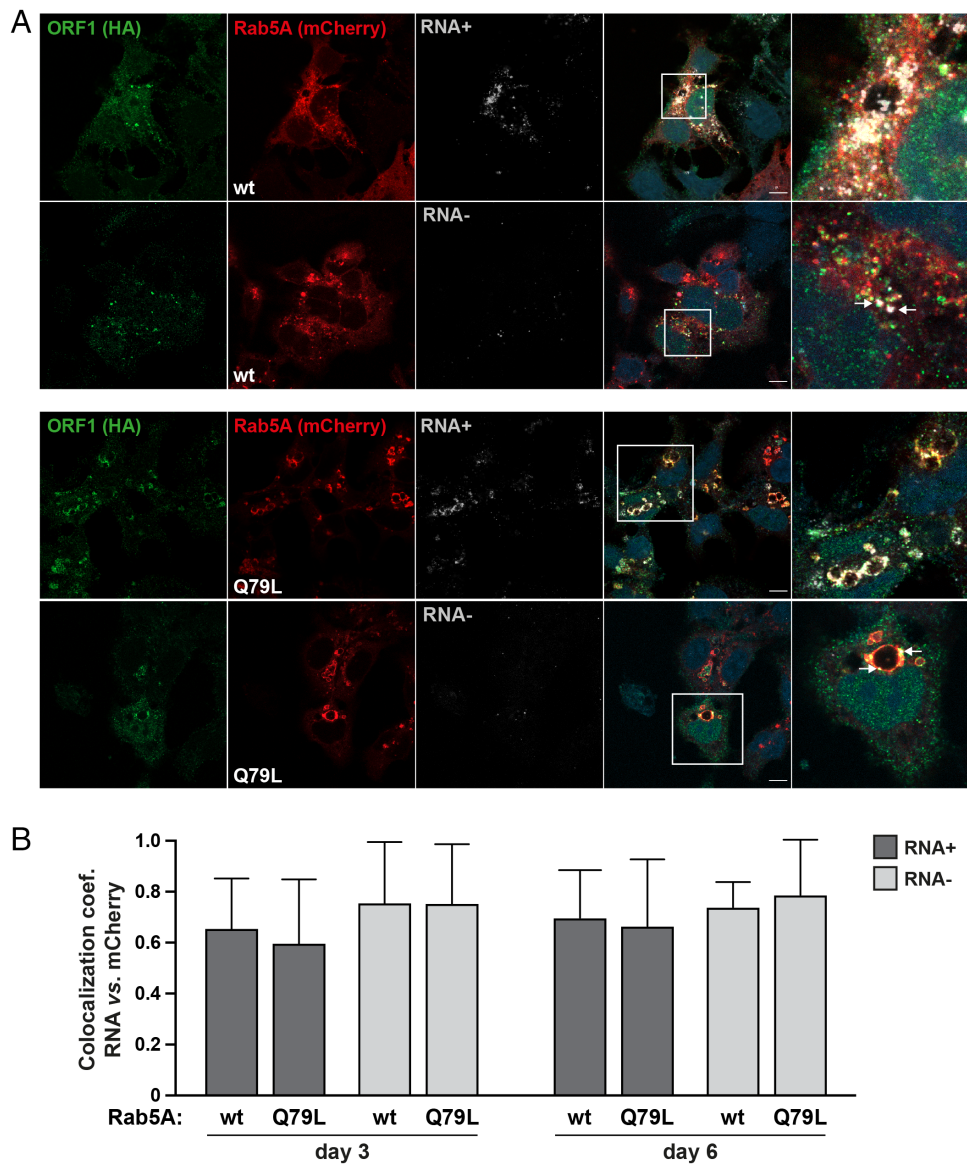 A
ORF1 (HA)
Rab5A (mCherry)
RNA+
wt
RNA-
wt
ORF1 (HA)
Rab5A (mCherry)
RNA+
Q79L
RNA-
Q79L
B
Colocalization coef.
RNA vs. mCherry
1.0
0.8
0.6
0.4
0.2
0
RNA+
RNA-
Rab5A: wt Q79L wt Q79L wt Q79L wt Q79L
day 3 day 6